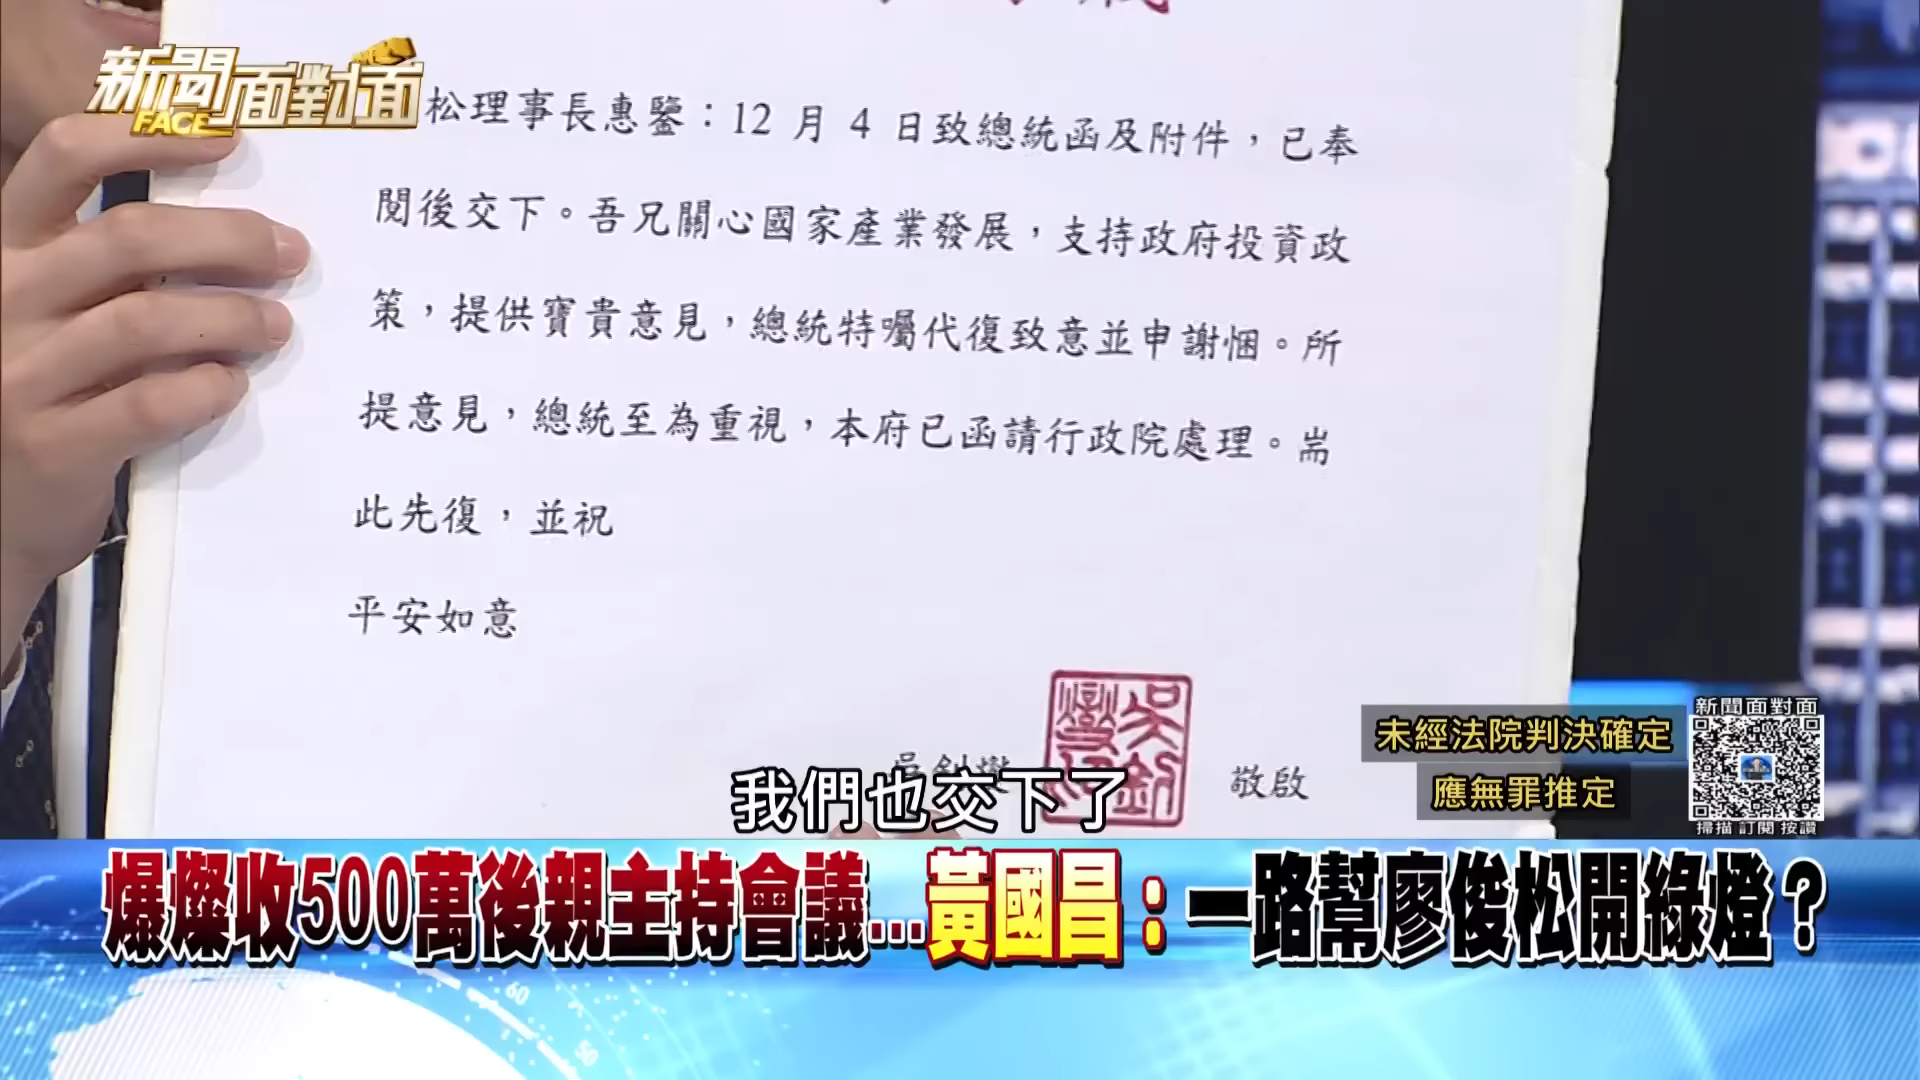 新聞面對面
FACE
松理事長惠鑒：12 月 4 日致總統函及附件，已奉
閱後交下。吾兄關心國家產業發展，支持政府投資政
策，提供寶貴意見，總統特囑代復致意並申謝悃。所
提意見，總統至為重視，本府已函請行政院處理。耑
此先復，並祝
平安如意
吳釗燮 敬啟
我們也交下了
未經法院判決確定
應無罪推定
新聞面對面
掃描 訂閱 按讚
爆燦收500萬後親主持會議...黃國昌：一路幫廖俊松開綠燈？
60
50